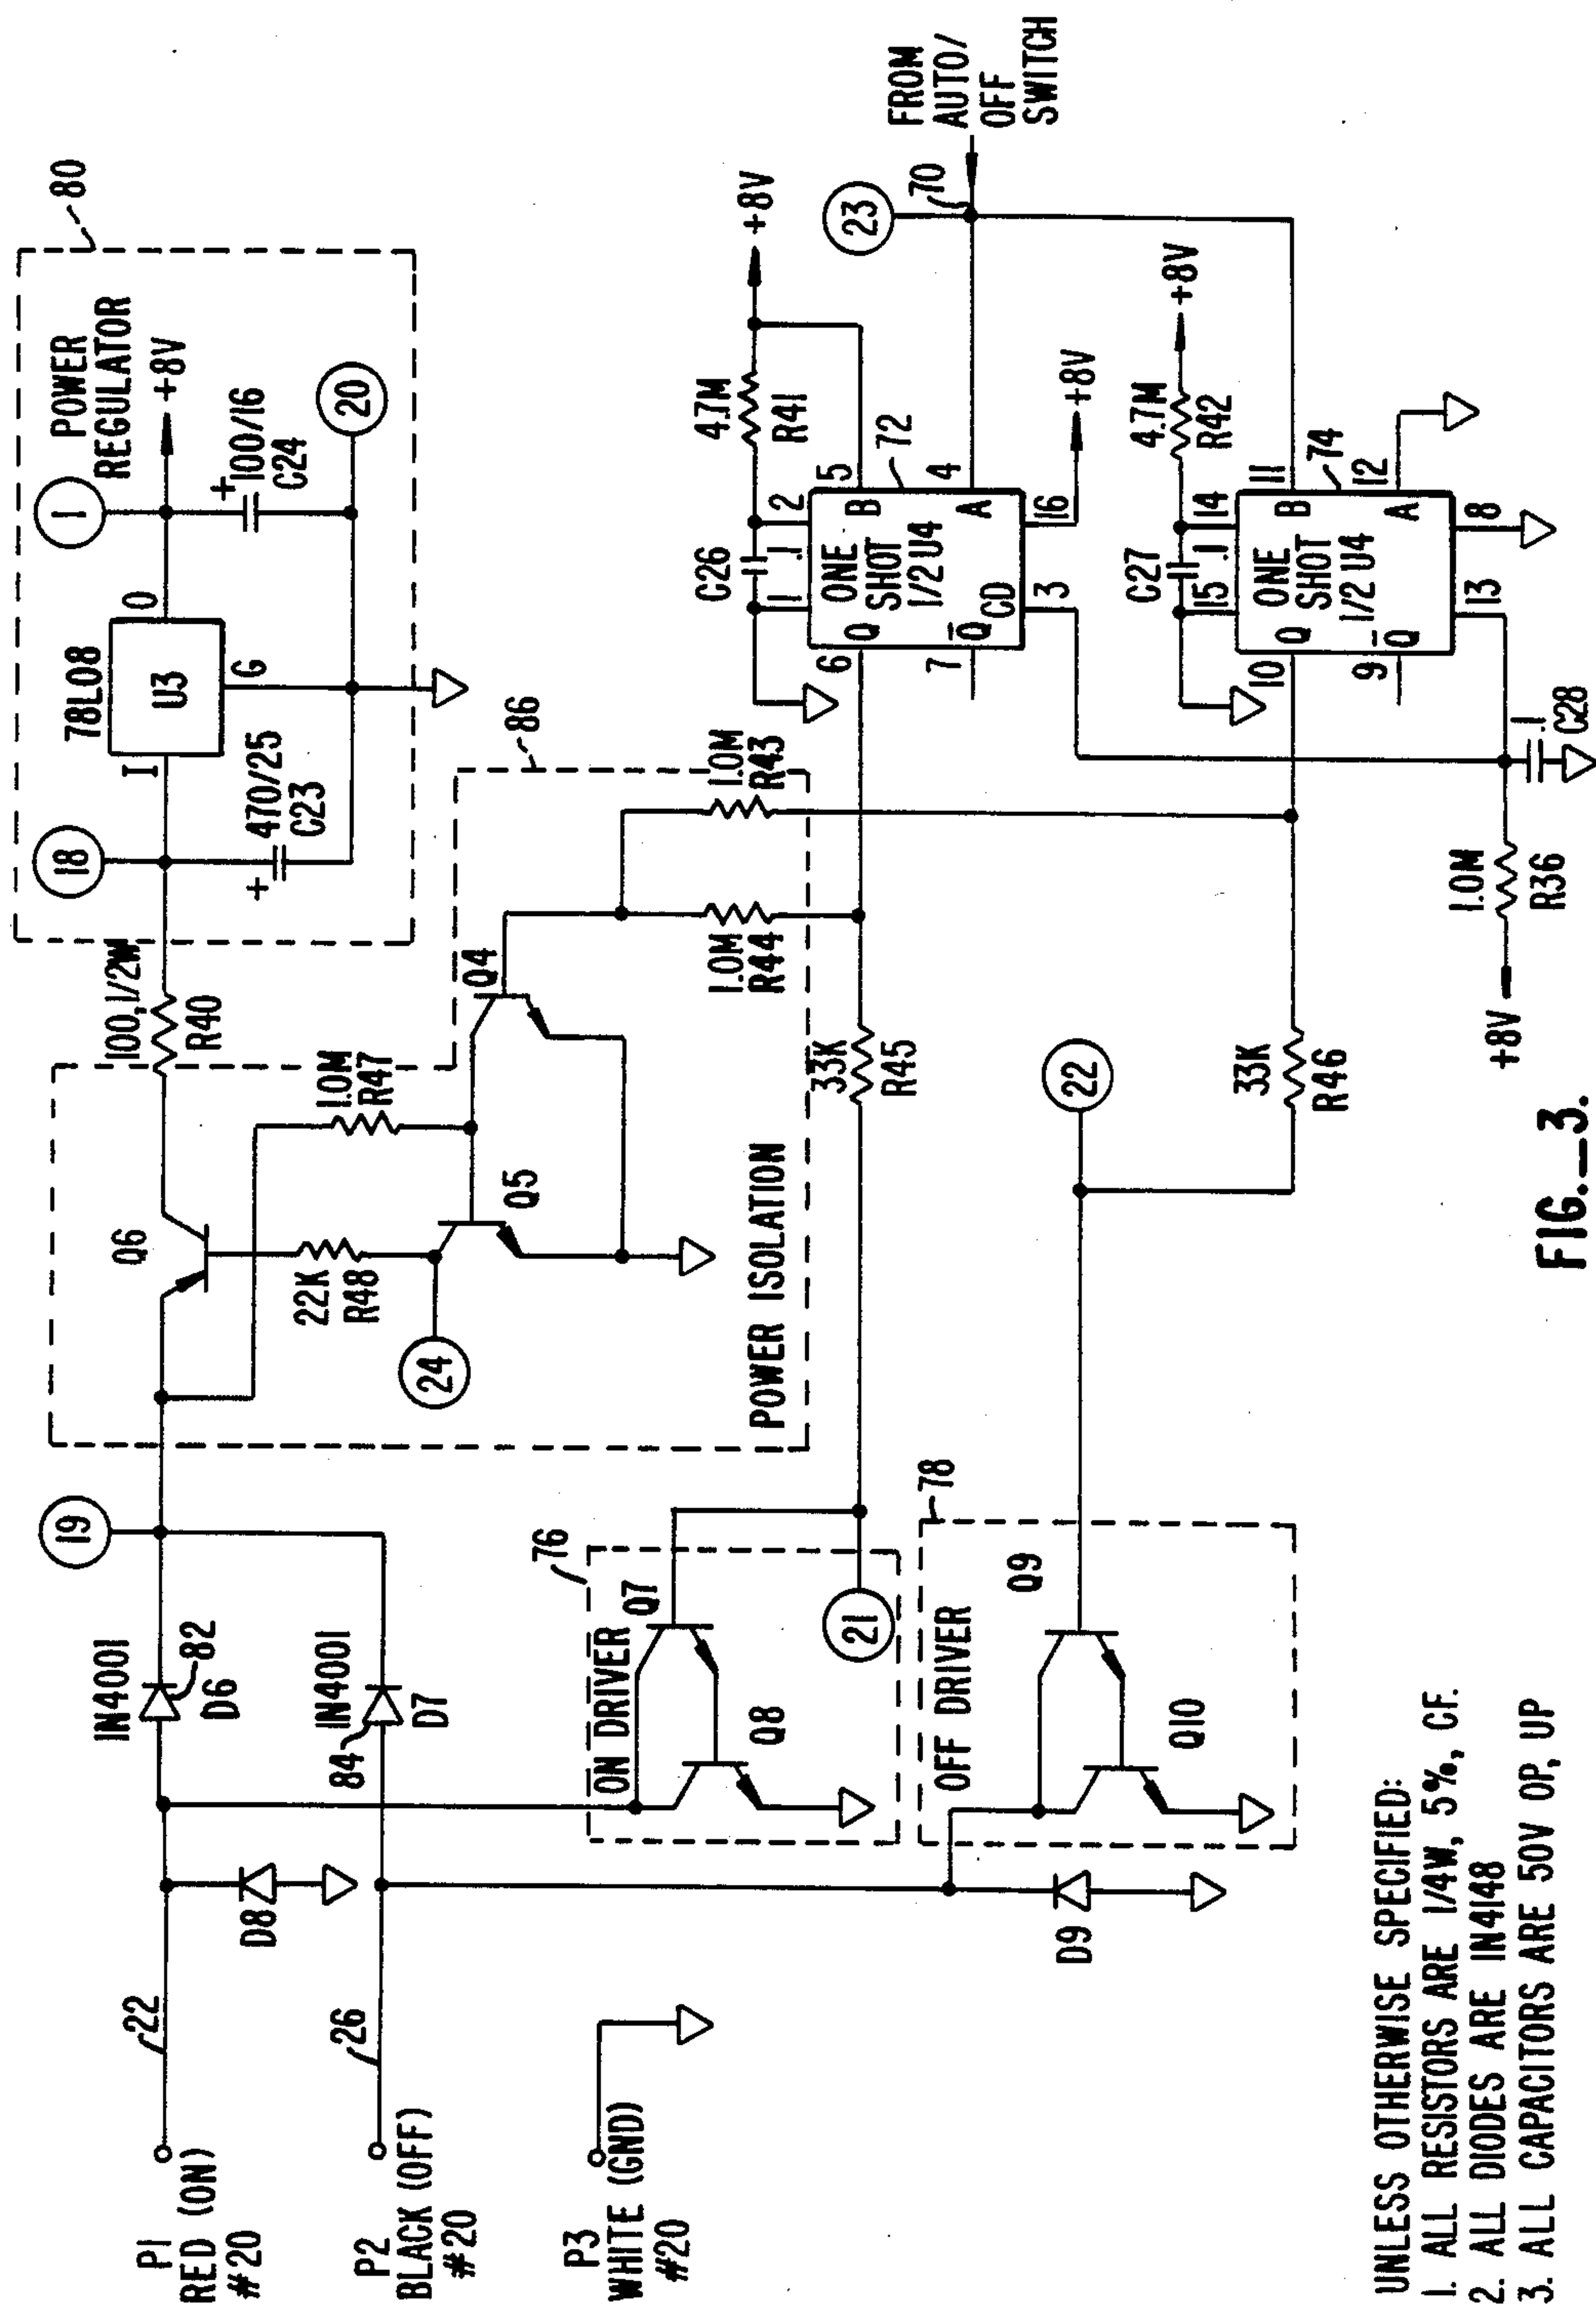 P1
RED (ON)
#20
22
D8
1N4001
82
D6
19
P2
BLACK (OFF)
#20
26
1N4001
84
D7
P3
WHITE (GND)
#20
Q6
100,1/2W
R40
1.0M
R47
22K
R48
24
Q5
Q4
POWER ISOLATION
86
18
470/25
C23
78L08
I
U3
O
G
1
POWER
REGULATOR
+8V
+
100/16
C24
+
20
80
76
ON DRIVER
Q7
Q8
21
78
OFF DRIVER
Q9
Q10
D9
22
33K
R45
33K
R46
1.0M
R44
1.0M
R43
C26
.1
1
2
4.7M
R41
+8V
6
Q
ONE
SHOT
1/2 U4
B
5
72
7
Q̅
CD
A
4
3
16
+8V
23
70
FROM
AUTO/
OFF
SWITCH
C27
.1
15
14
4.7M
R42
+8V
10
Q
ONE
SHOT
1/2 U4
B
11
74
9
Q̅
A
12
13
8
.1
C28
1.0M
R36
+8V
FIG._3.
UNLESS OTHERWISE SPECIFIED:
1. ALL RESISTORS ARE 1/4W, 5%, CF.
2. ALL DIODES ARE IN4148
3. ALL CAPACITORS ARE 50V OP, UP